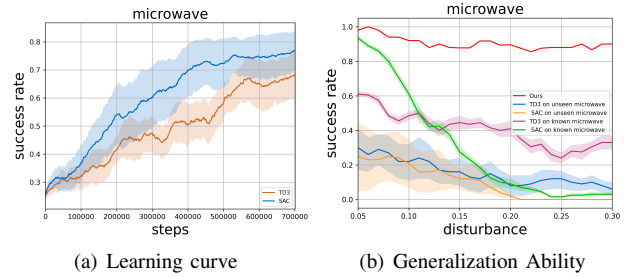 microwave
success rate
0.8
0.7
0.6
0.5
0.4
0.3
0 100000 200000 300000 400000 500000 600000 700000
steps
TD3
SAC
(a) Learning curve
microwave
success rate
1.0
0.8
0.6
0.4
0.2
0.0
0.05 0.10 0.15 0.20 0.25 0.30
disturbance
Ours
TD3 on unseen microwave
SAC on unseen microwave
TD3 on known microwave
SAC on known microwave
(b) Generalization Ability